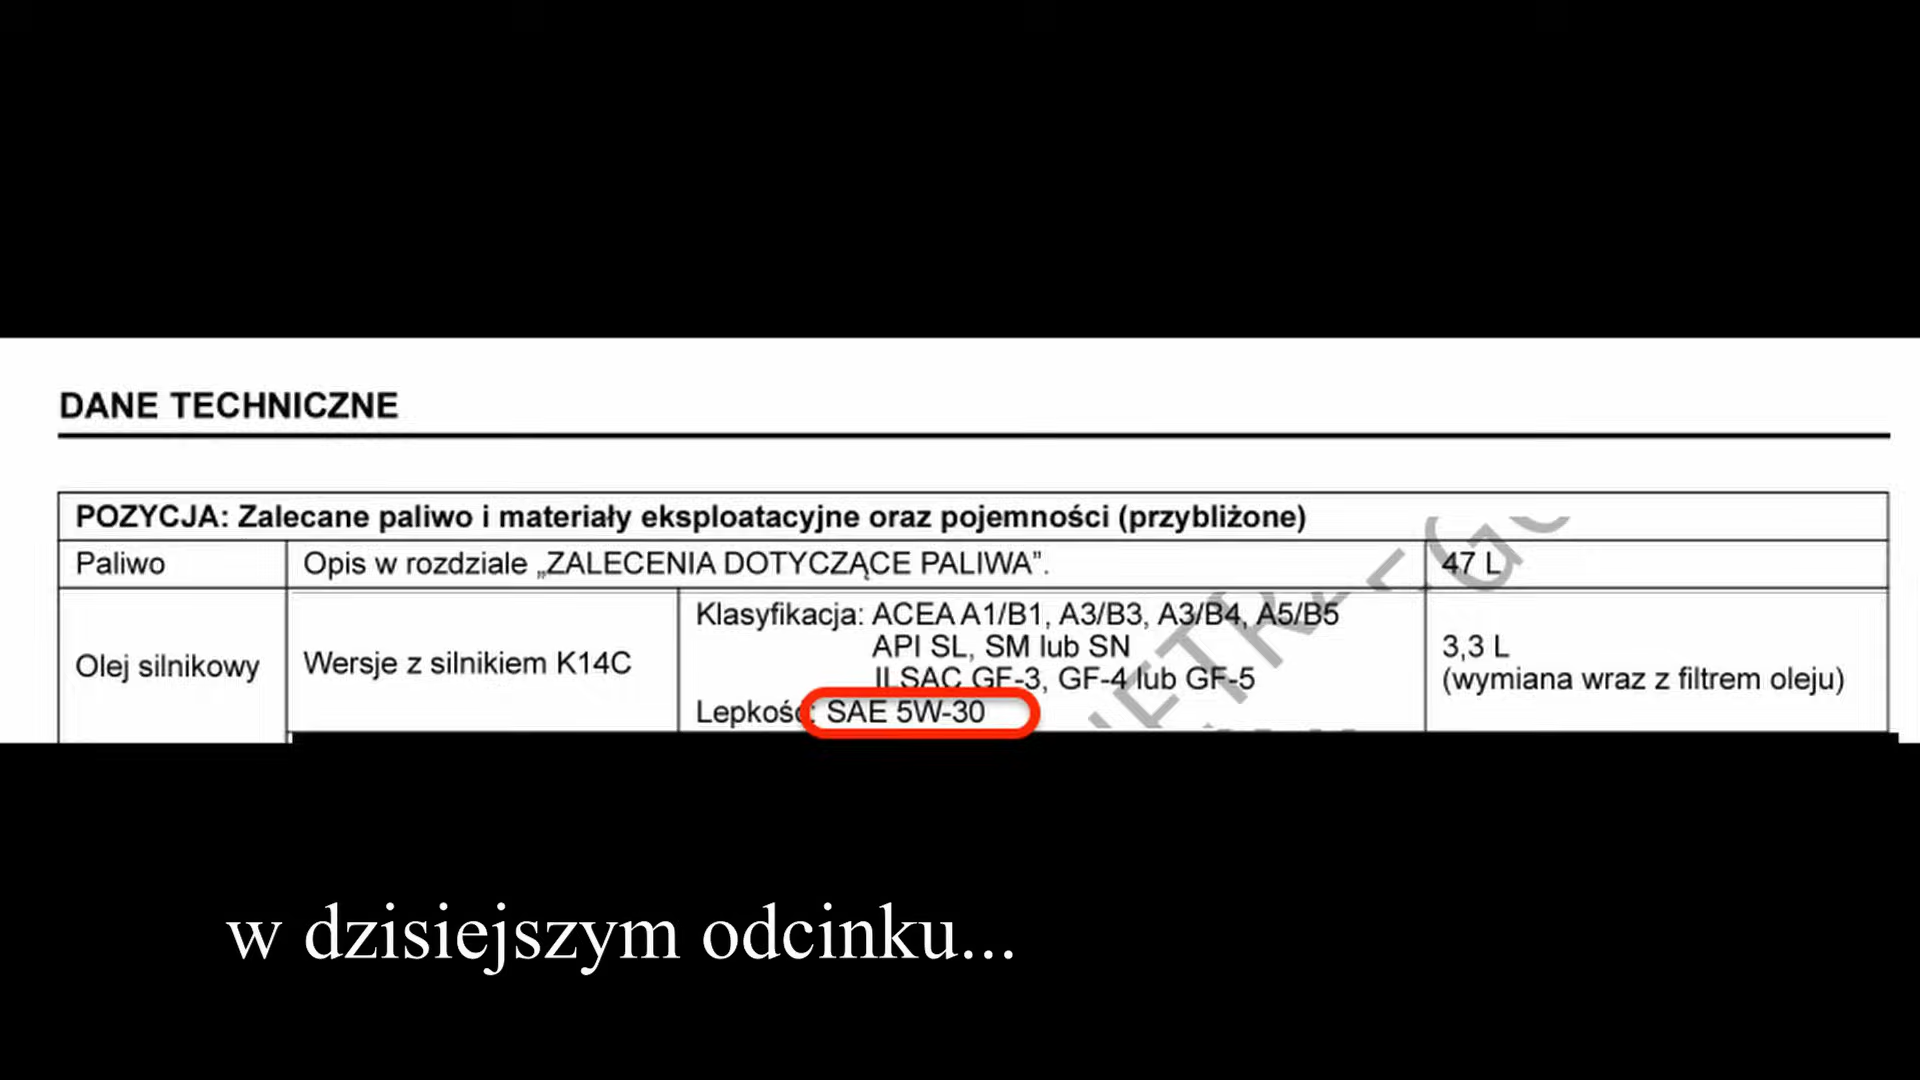 DANE TECHNICZNE
POZYCJA: Zalecane paliwo i materiały eksploatacyjne oraz pojemności (przybliżone)
Paliwo
Opis w rozdziale „ZALECENIA DOTYCZĄCE PALIWA”.
47 L
Olej silnikowy
Wersje z silnikiem K14C
Klasyfikacja: ACEA A1/B1, A3/B3, A3/B4, A5/B5
API SL, SM lub SN
ILSAC GF-3, GF-4 lub GF-5
Lepkość: SAE 5W-30
3,3 L
(wymiana wraz z filtrem oleju)
w dzisiejszym odcinku...